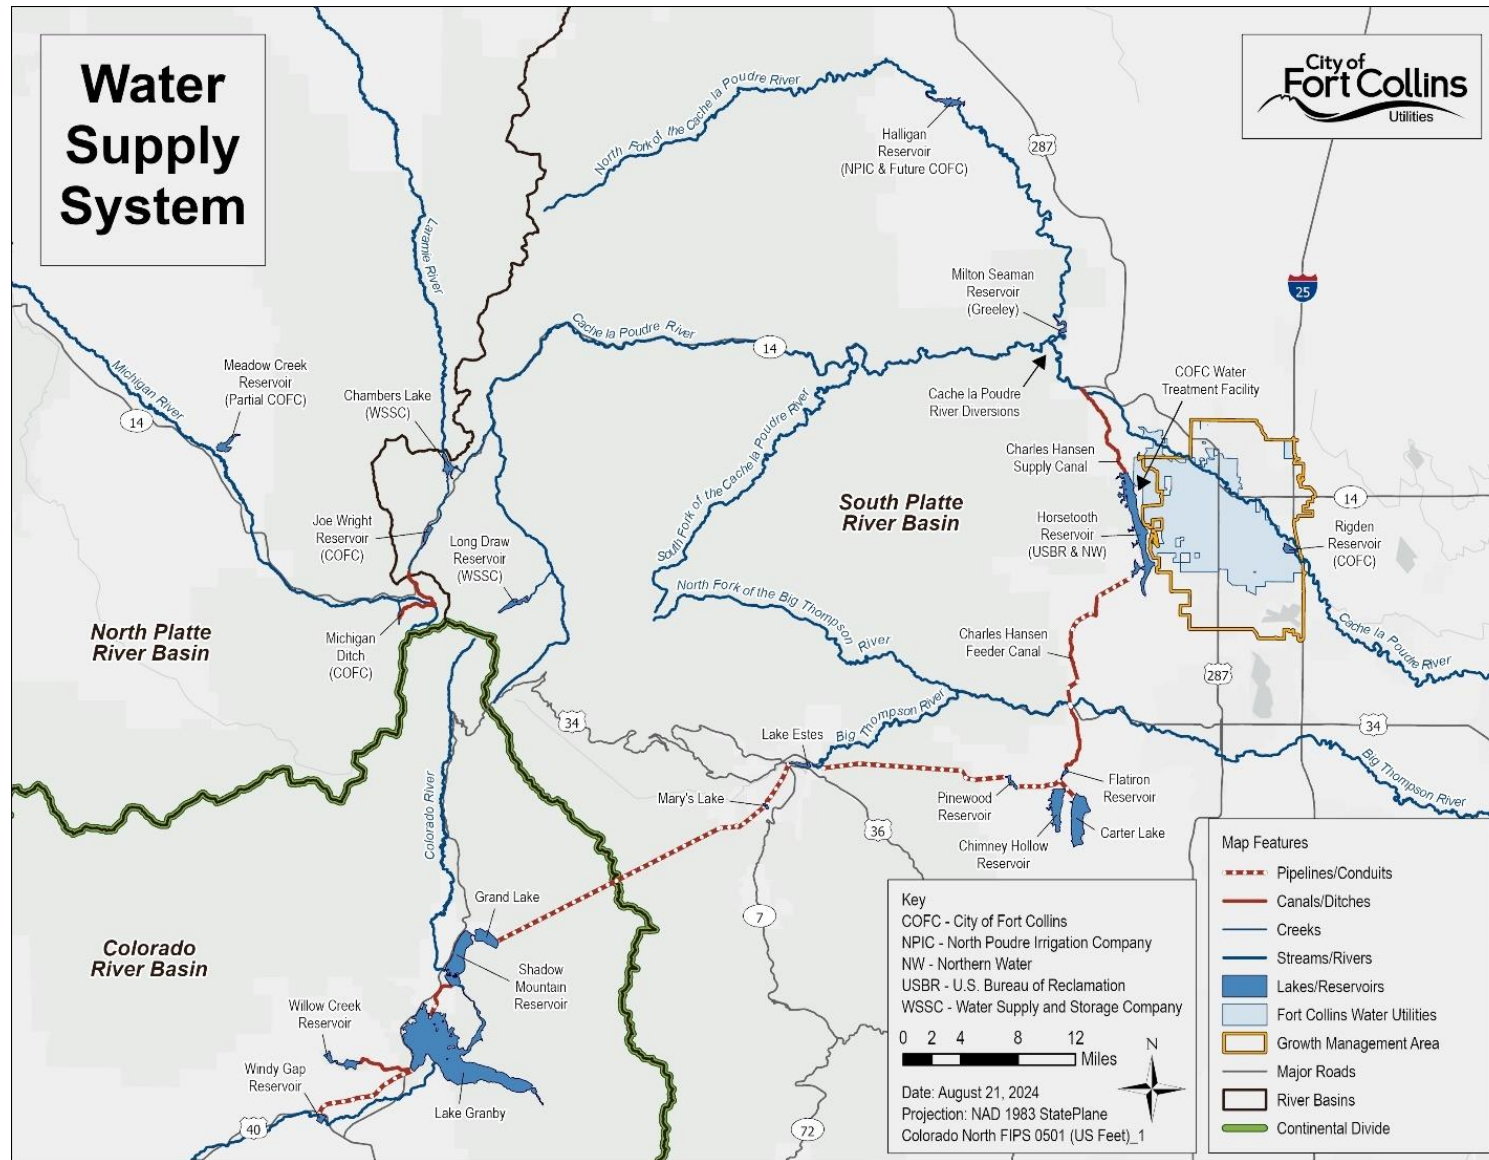 Water
Supply
System
City of
Fort Collins
Utilities
North Fork of the Cache la Poudre River
Halligan
Reservoir
(NPIC & Future COFC)
287
Laramie River
Milton Seaman
Reservoir
(Greeley)
25
Cache la Poudre River
14
Michigan River
Meadow Creek
Reservoir
(Partial COFC)
14
Chambers Lake
(WSSC)
Cache la Poudre
River Diversions
COFC Water
Treatment Facility
South Fork of the Cache la Poudre River
Charles Hansen
Supply Canal
South Platte
River Basin
14
Joe Wright
Reservoir
(COFC)
Long Draw
Reservoir
(WSSC)
Horsetooth
Reservoir
(USBR & NW)
Rigden
Reservoir
(COFC)
North Fork of the Big Thompson River
North Platte
River Basin
Michigan
Ditch
(COFC)
Charles Hansen
Feeder Canal
Cache la Poudre River
287
34
Big Thompson River
34
Lake Estes
Big Thompson River
Colorado River
Mary's Lake
Pinewood
Reservoir
Flatiron
Reservoir
36
Chimney Hollow
Reservoir
Carter Lake
Grand Lake
7
Colorado
River Basin
Shadow
Mountain
Reservoir
Willow Creek
Reservoir
Windy Gap
Reservoir
Lake Granby
40
72
Key
COFC - City of Fort Collins
NPIC - North Poudre Irrigation Company
NW - Northern Water
USBR - U.S. Bureau of Reclamation
WSSC - Water Supply and Storage Company
0 2 4 8 12
Miles
N
Date: August 21, 2024
Projection: NAD 1983 StatePlane
Colorado North FIPS 0501 (US Feet)_1
Map Features
Pipelines/Conduits
Canals/Ditches
Creeks
Streams/Rivers
Lakes/Reservoirs
Fort Collins Water Utilities
Growth Management Area
Major Roads
River Basins
Continental Divide